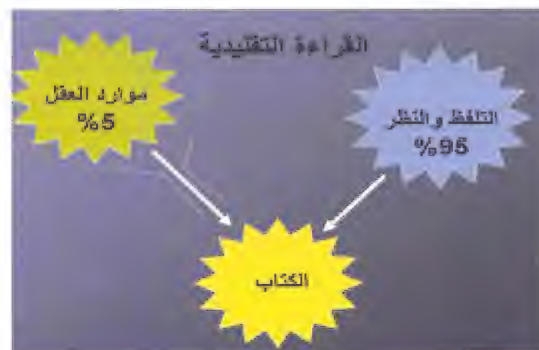 القراءة التقليدية
التلفظ والنظر
%95
موارد العقل
%5
الكتاب